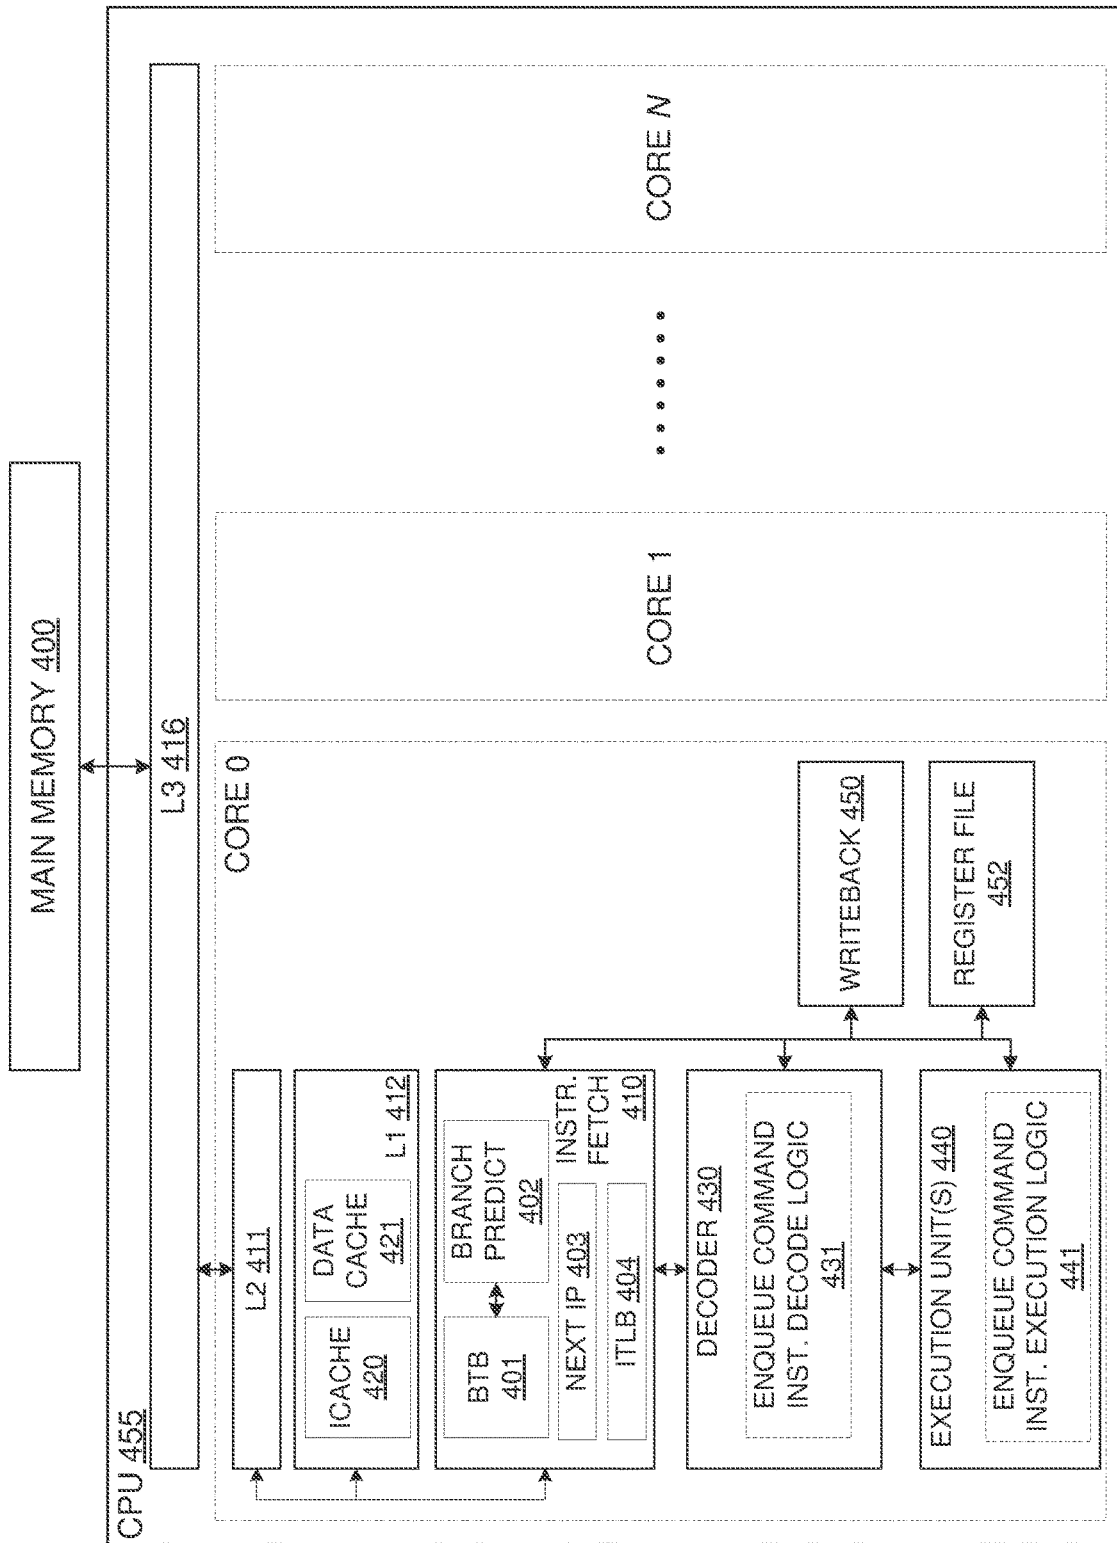 MAIN MEMORY 400
CPU 455
L3 416
CORE 0
L2 411
ICACHE
420
DATA
CACHE
421
L1 412
BTB
401
BRANCH
PREDICT
402
NEXT IP 403
ITLB 404
INSTR.
FETCH
410
DECODER 430
ENQUEUE COMMAND
INST. DECODE LOGIC
431
EXECUTION UNIT(S) 440
ENQUEUE COMMAND
INST. EXECUTION LOGIC
441
WRITEBACK 450
REGISTER FILE
452
CORE 1
CORE N